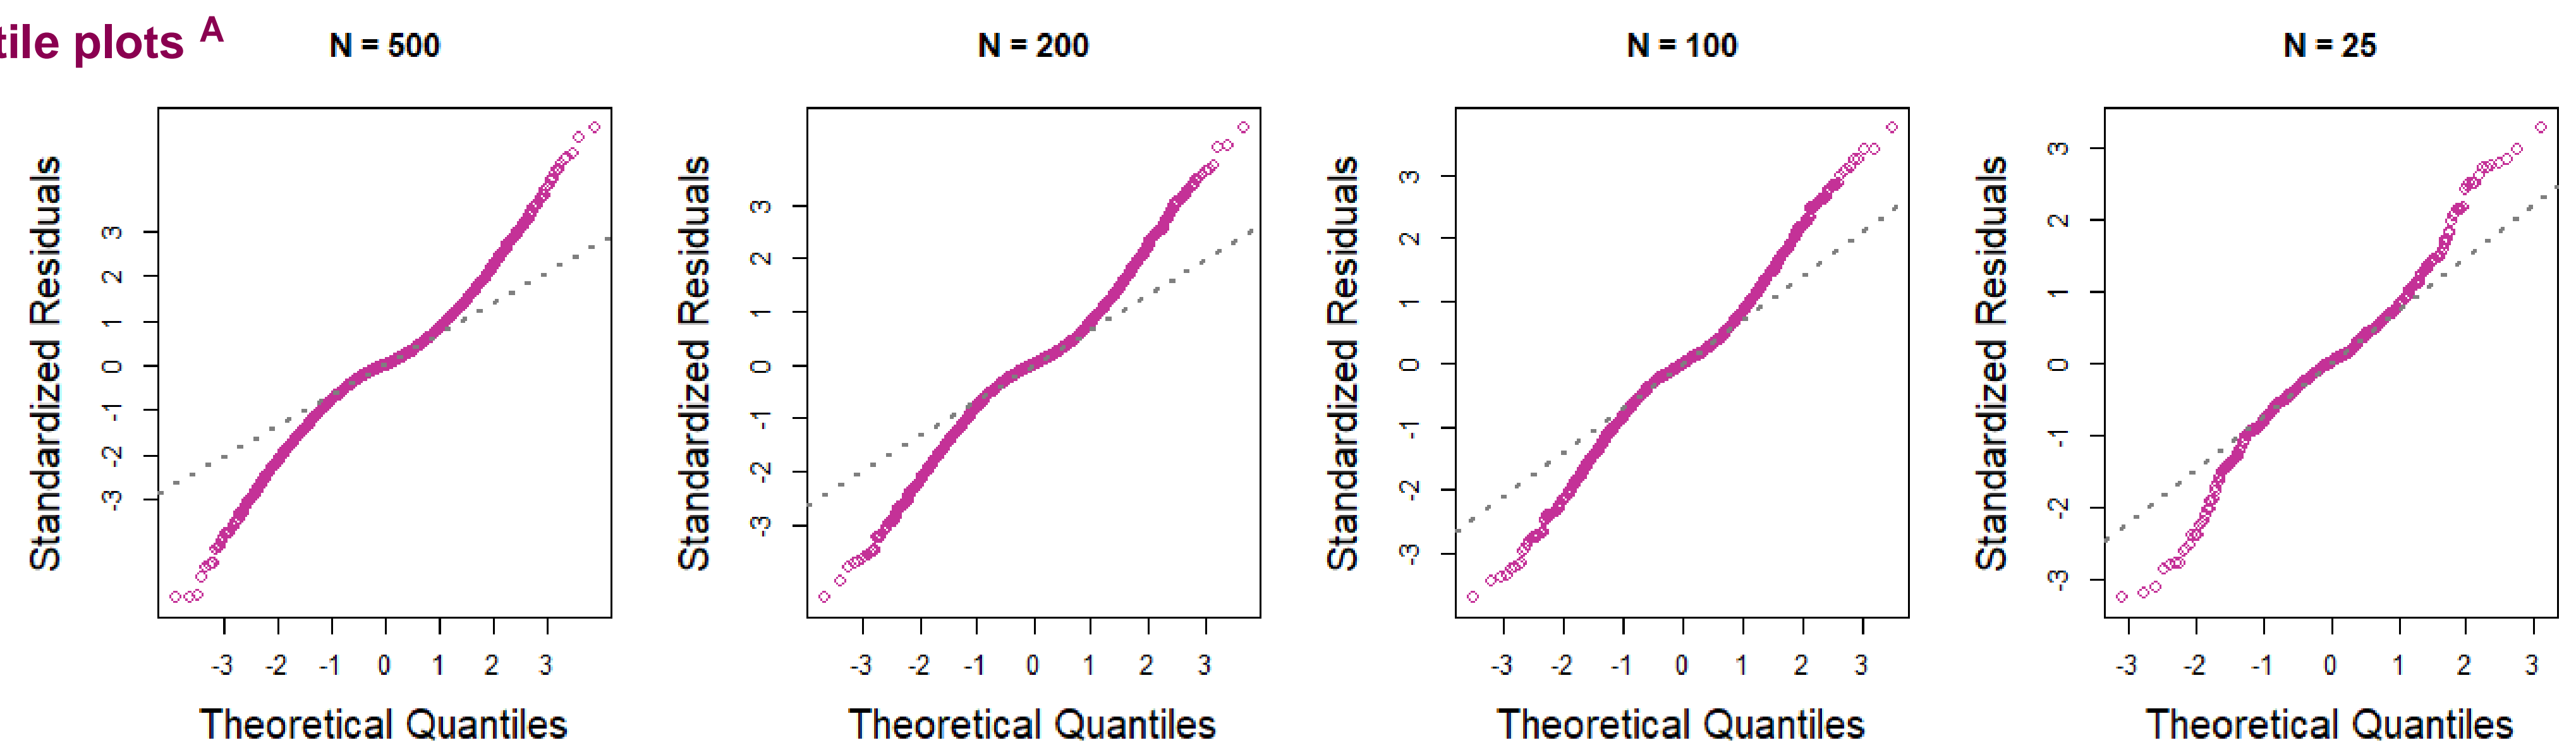 tile plots A
N = 500
N = 200
N = 100
N = 25
Standardized Residuals
3
2
1
0
-1
-2
-3
-3 -2 -1 0 1 2 3
Theoretical Quantiles
Standardized Residuals
3
2
1
0
-1
-2
-3
-3 -2 -1 0 1 2 3
Theoretical Quantiles
Standardized Residuals
3
2
1
0
-1
-2
-3
-3 -2 -1 0 1 2 3
Theoretical Quantiles
Standardized Residuals
3
2
1
0
-1
-2
-3
-3 -2 -1 0 1 2 3
Theoretical Quantiles